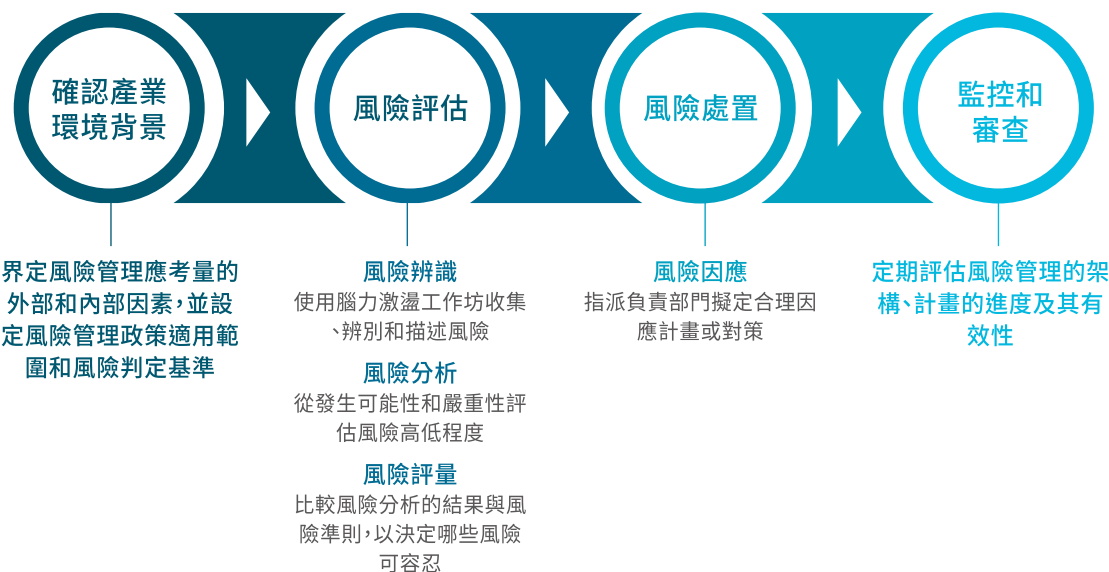 確認產業
環境背景
風險評估
風險處置
監控和
審查
界定風險管理應考量的
外部和內部因素，並設
定風險管理政策適用範
圍和風險判定基準
風險辨識
使用腦力激盪工作坊收集
、辨別和描述風險
風險分析
從發生可能性和嚴重性評
估風險高低程度
風險評量
比較風險分析的結果與風
險準則，以決定哪些風險
可容忍
風險因應
指派負責部門擬定合理因
應計畫或對策
定期評估風險管理的架
構、計畫的進度及其有
效性